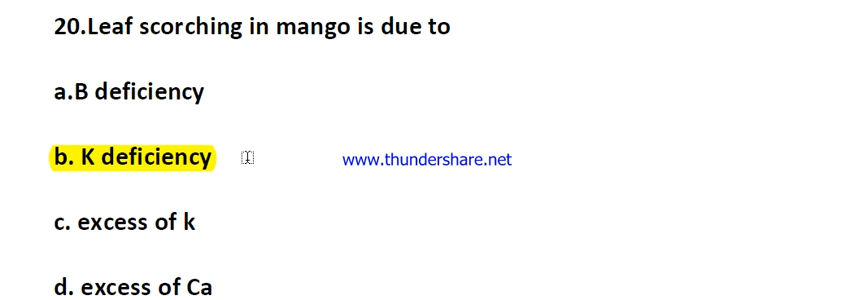 20.Leaf scorching in mango is due to
a.B deficiency
b. K deficiency
www.thundershare.net
c. excess of k
d. excess of Ca